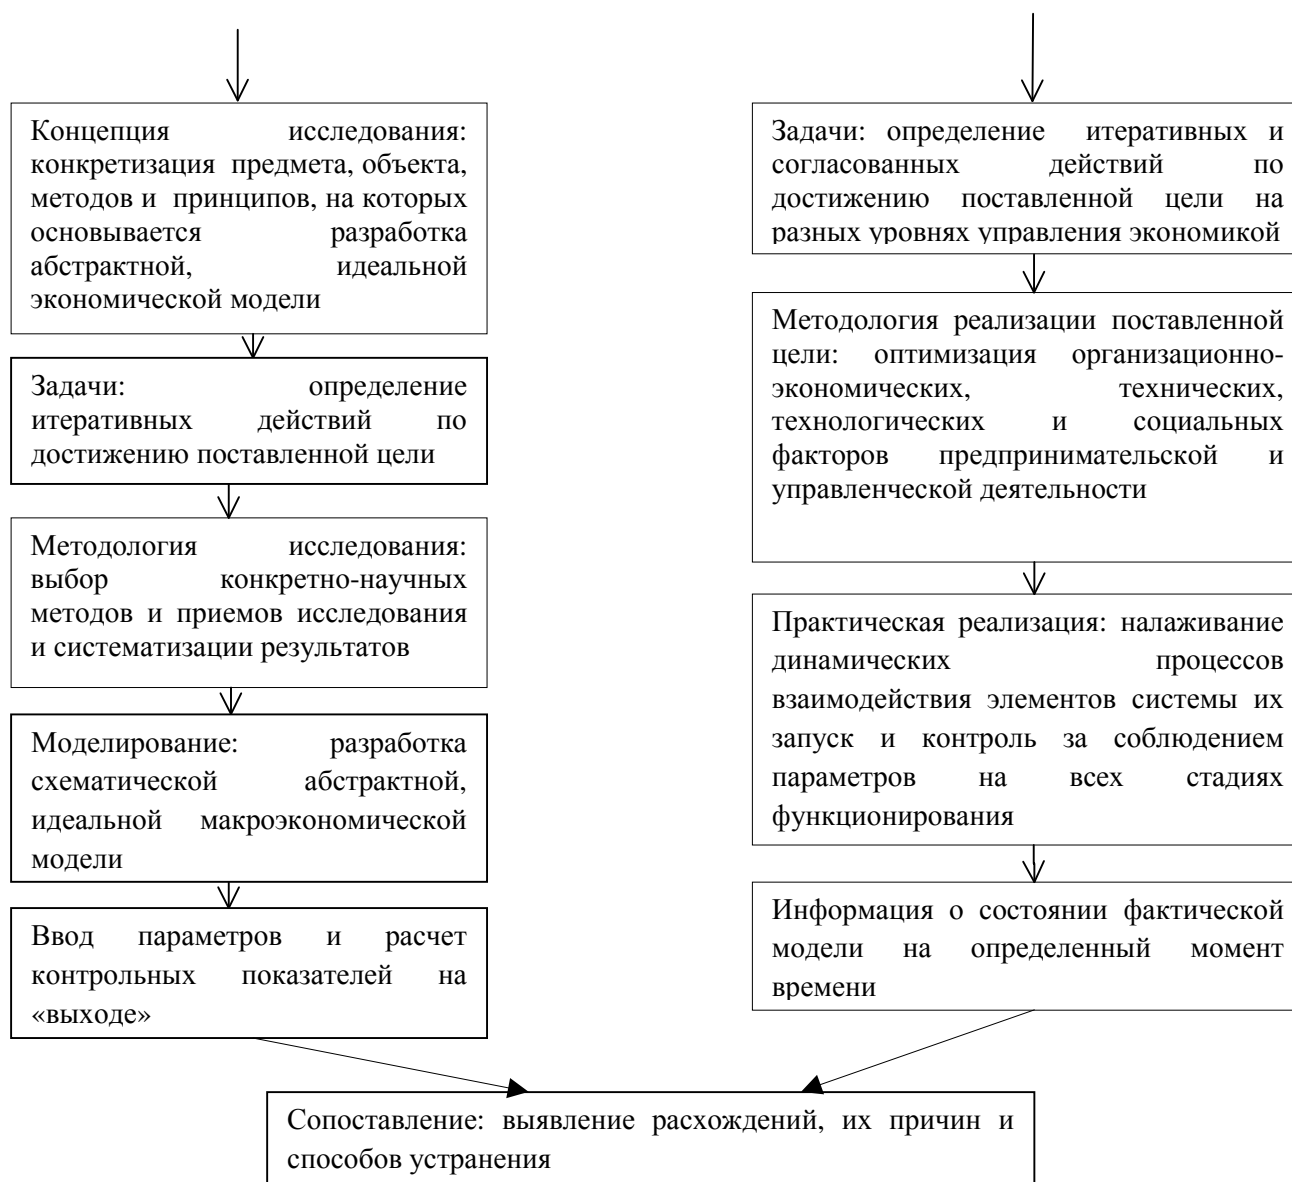 Концепция исследования:
конкретизация предмета, объекта,
методов и принципов, на которых
основывается разработка
абстрактной, идеальной
экономической модели
Задачи: определение
итеративных действий по
достижению поставленной цели
Методология исследования:
выбор конкретно-научных
методов и приемов исследования
и систематизации результатов
Моделирование: разработка
схематической абстрактной,
идеальной макроэкономической
модели
Ввод параметров и расчет
контрольных показателей на
«выходе»
Задачи: определение итеративных и
согласованных действий по
достижению поставленной цели на
разных уровнях управления экономикой
Методология реализации поставленной
цели: оптимизация организационно-
экономических, технических,
технологических и социальных
факторов предпринимательской и
управленческой деятельности
Практическая реализация: налаживание
динамических процессов
взаимодействия элементов системы их
запуск и контроль за соблюдением
параметров на всех стадиях
функционирования
Информация о состоянии фактической
модели на определенный момент
времени
Сопоставление: выявление расхождений, их причин и
способов устранения